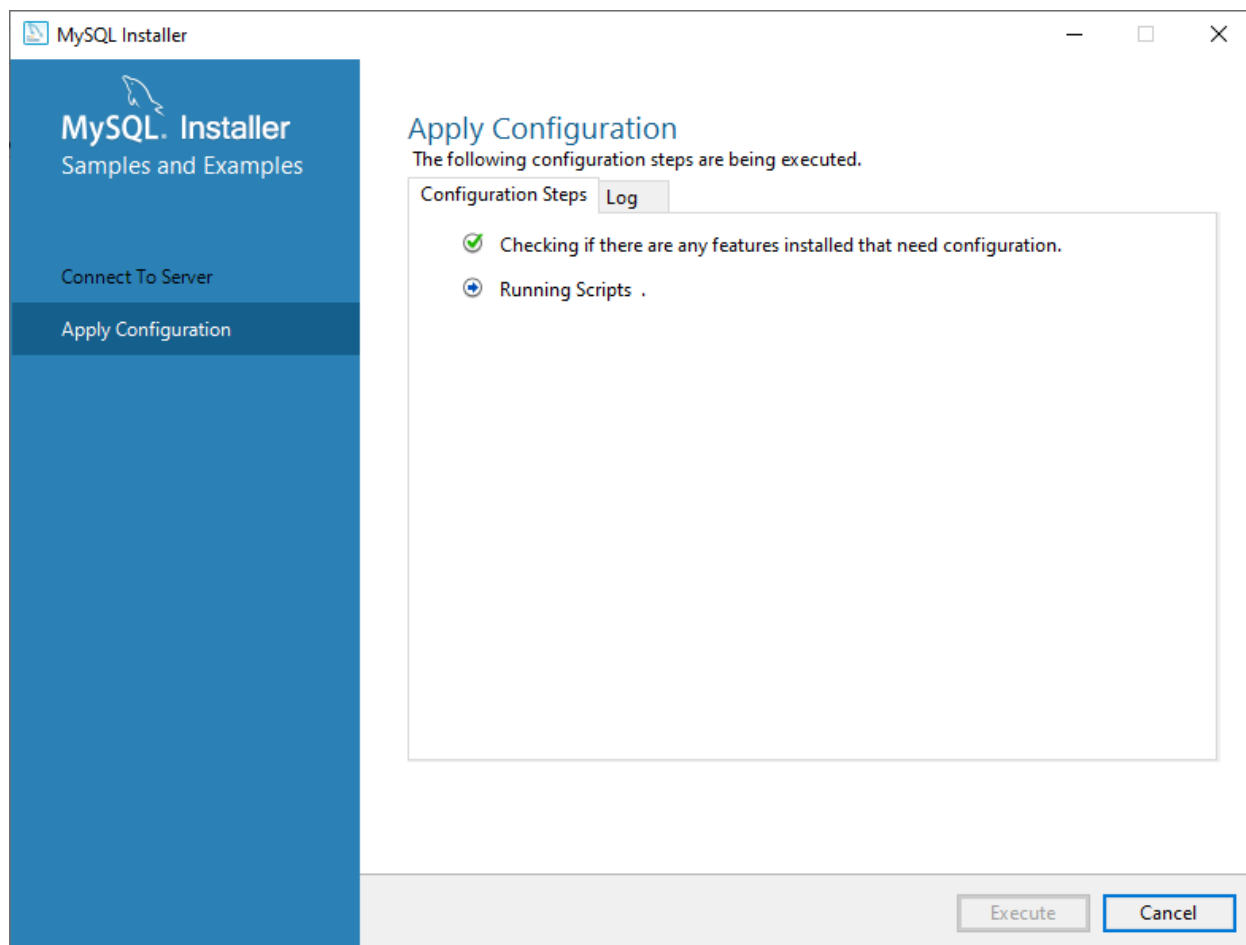 MySQL Installer
MySQL. Installer
Samples and Examples
Connect To Server
Apply Configuration
Apply Configuration
The following configuration steps are being executed.
Configuration Steps
Log
Checking if there are any features installed that need configuration.
Running Scripts .
Execute
Cancel